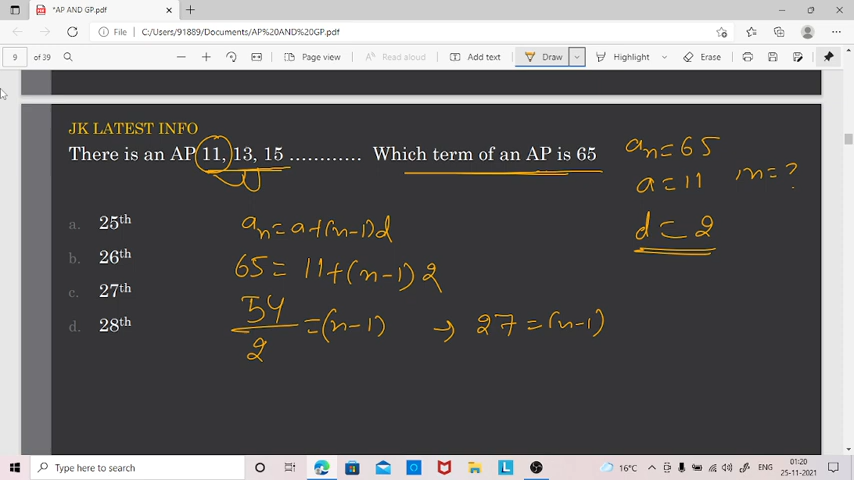 *AP AND GP.pdf
File C:/Users/91889/Documents/AP%20AND%20GP.pdf
9 of 39 Page view Read aloud Add text Draw Highlight Erase
JK LATEST INFO
There is an AP 11, 13, 15 ............ Which term of an AP is 65
an=65
a=11 , n=?
d=2
a. 25th
b. 26th
c. 27th
d. 28th
an=a+(n-1)d
65=11+(n-1)2
54/2=(n-1) → 27=(n-1)
Type here to search
16°C ENG 01:20
25-11-2021